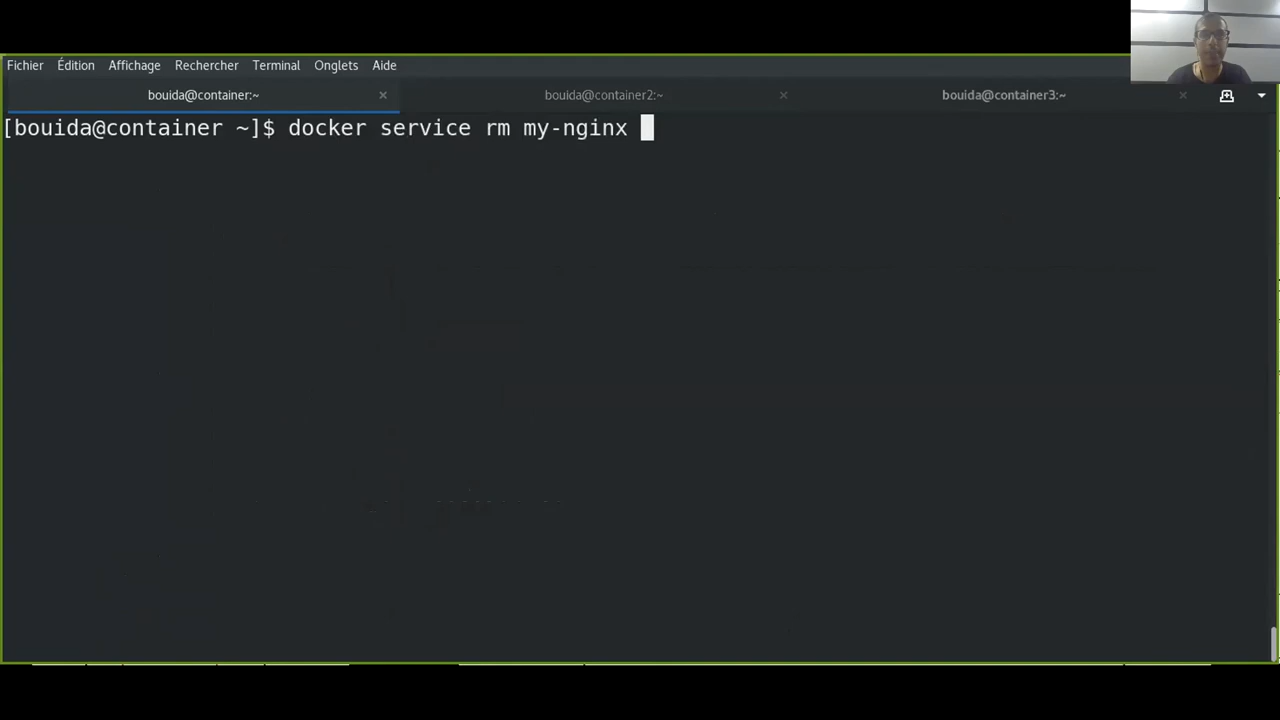 Fichier Édition Affichage Rechercher Terminal Onglets Aide
bouida@container:~ bouida@container2:~ bouida@container3:~
[bouida@container ~]$ docker service rm my-nginx